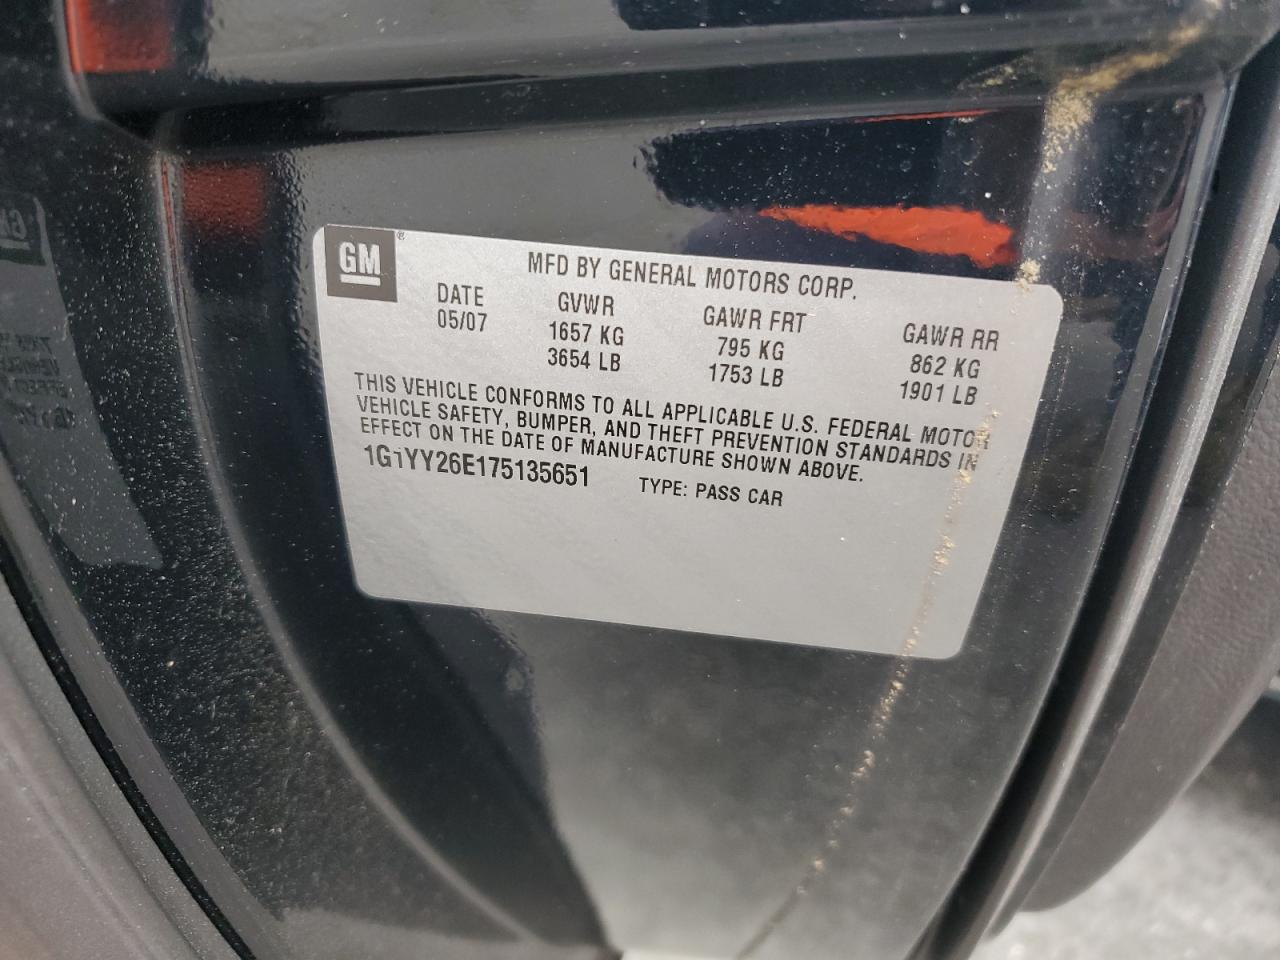 GM®
MFD BY GENERAL MOTORS CORP.
DATE GVWR GAWR FRT GAWR RR
05/07 1657 KG 795 KG 862 KG
3654 LB 1753 LB 1901 LB
THIS VEHICLE CONFORMS TO ALL APPLICABLE U.S. FEDERAL MOTOR
VEHICLE SAFETY, BUMPER, AND THEFT PREVENTION STANDARDS IN
EFFECT ON THE DATE OF MANUFACTURE SHOWN ABOVE.
1G1YY26E175135651 TYPE: PASS CAR